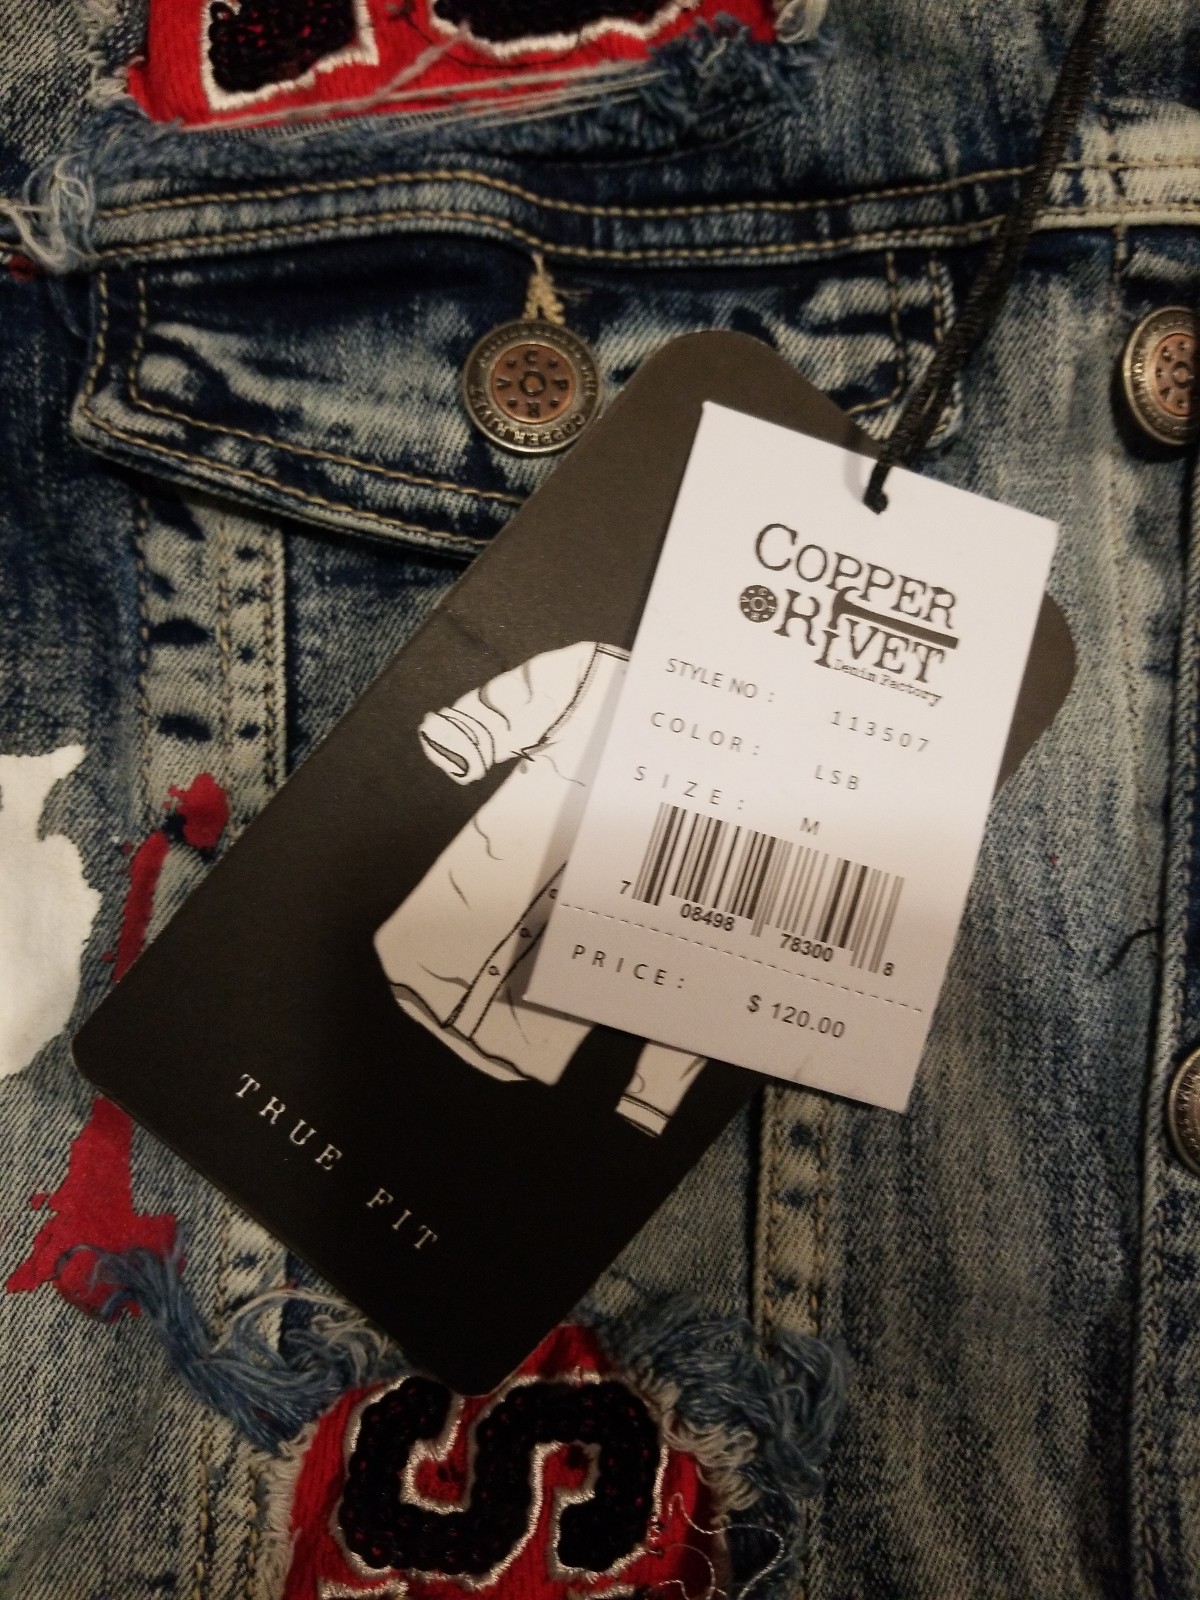 COPPER
RIVET
Denim Factory
STYLE NO : 113507
COLOR: LSB
SIZE: M
7 08498 78300 8
PRICE: $ 120.00
TRUE FIT